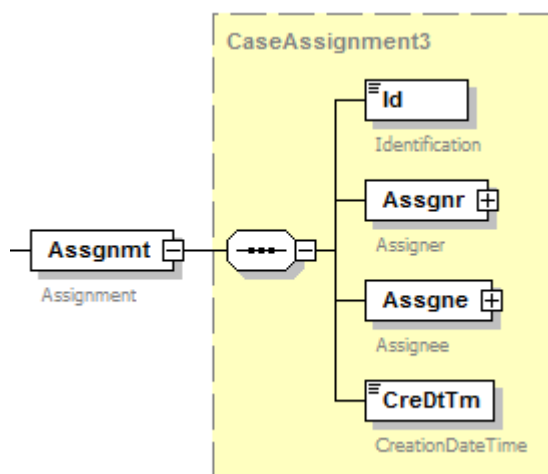 CaseAssignment3
Id
Identification
Assgnr
Assigner
Assgnmt
Assignment
Assgne
Assignee
CreDtTm
CreationDateTime